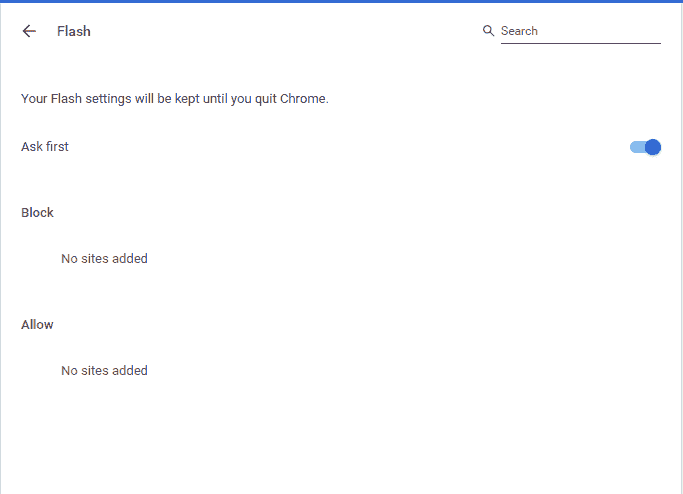 Flash
Search
Your Flash settings will be kept until you quit Chrome.
Ask first
Block
No sites added
Allow
No sites added